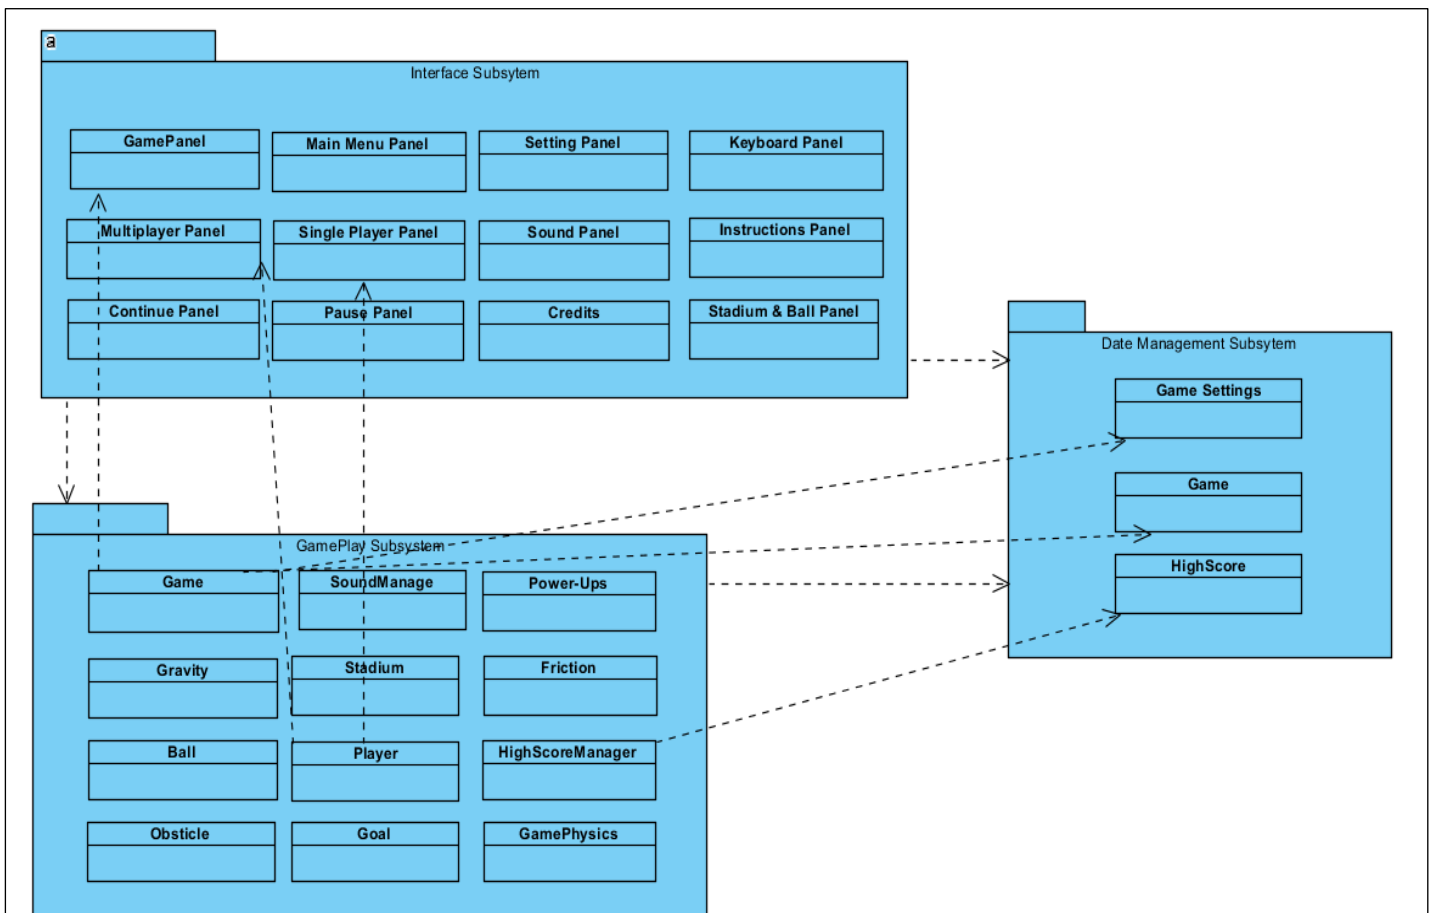 a
Interface Subsytem
GamePanel
Main Menu Panel
Setting Panel
Keyboard Panel
Multiplayer Panel
Single Player Panel
Sound Panel
Instructions Panel
Continue Panel
Pause Panel
Credits
Stadium & Ball Panel
Date Management Subsytem
Game Settings
Game
HighScore
GamePlay Subsystem
Game
SoundManage
Power-Ups
Gravity
Stadium
Friction
Ball
Player
HighScoreManager
Obsticle
Goal
GamePhysics